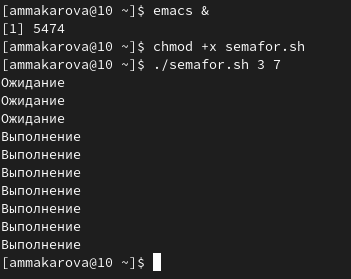 [ammakarova@10 ~]$ emacs &
[1] 5474
[ammakarova@10 ~]$ chmod +x semafor.sh
[ammakarova@10 ~]$ ./semafor.sh 3 7
Ожидание
Ожидание
Ожидание
Выполнение
Выполнение
Выполнение
Выполнение
Выполнение
Выполнение
Выполнение
[ammakarova@10 ~]$